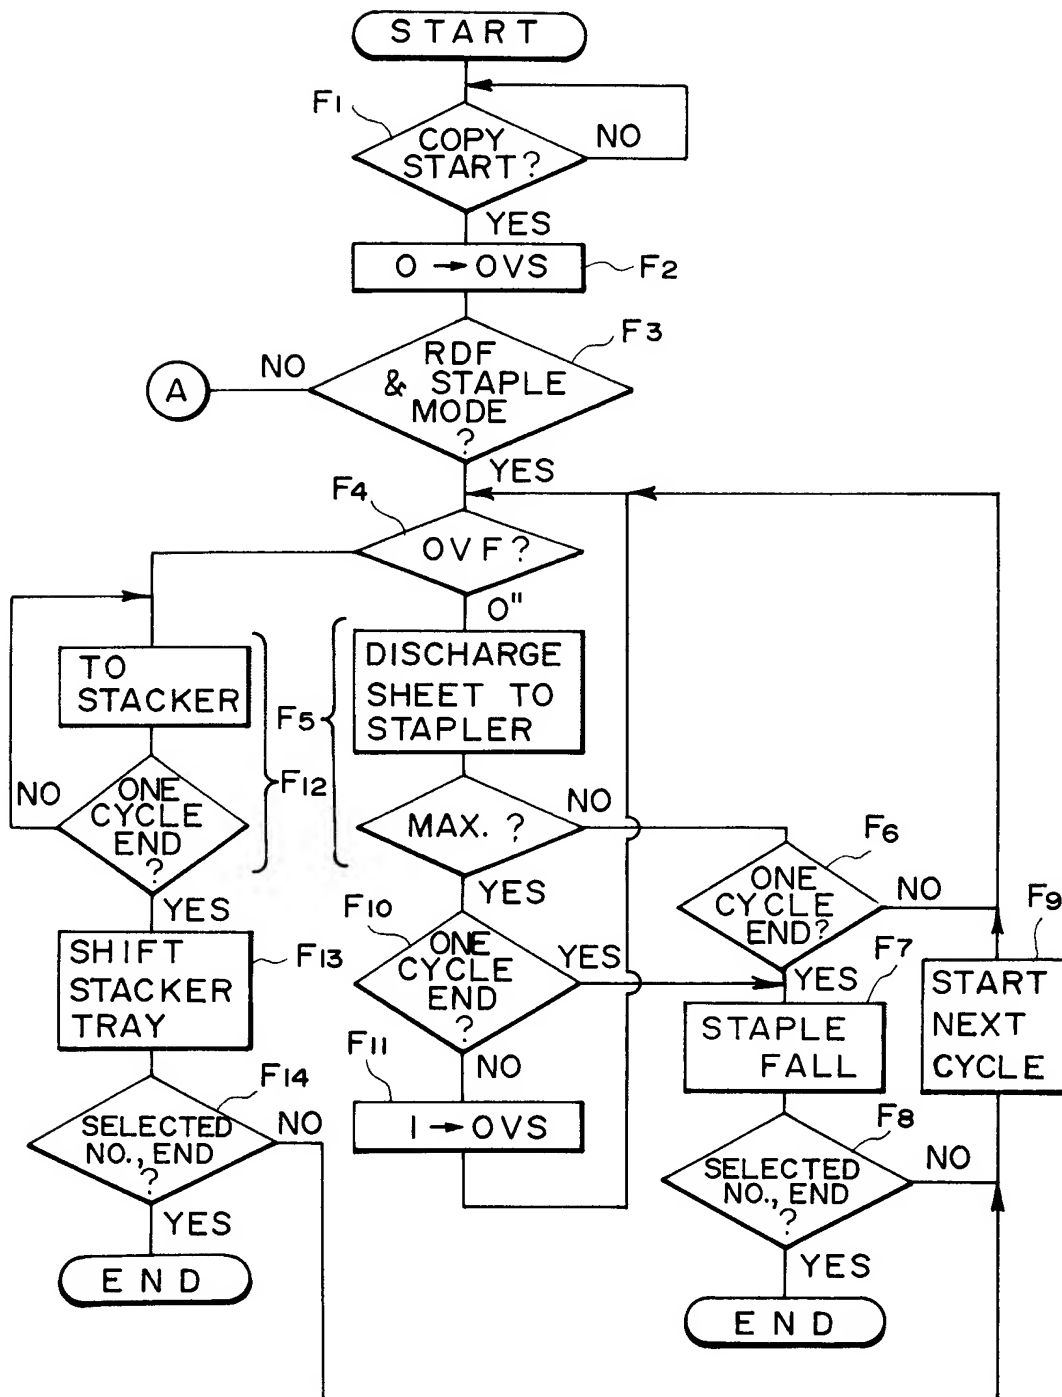 START
F1
COPY
START?
NO
YES
0 → OVS
F2
F3
RDF
& STAPLE
MODE
?
NO
A
YES
F4
OVF?
0"
TO
STACKER
F12
F5
DISCHARGE
SHEET TO
STAPLER
NO
ONE
CYCLE
END
?
YES
MAX. ?
NO
YES
F6
ONE
CYCLE
END?
NO
YES
F9
START
NEXT
CYCLE
F10
ONE
CYCLE
END
?
YES
NO
F7
STAPLE
FALL
SHIFT
STACKER
TRAY
F13
F11
1 → OVS
F14
SELECTED
NO., END
?
NO
YES
END
F8
SELECTED
NO., END
?
NO
YES
END